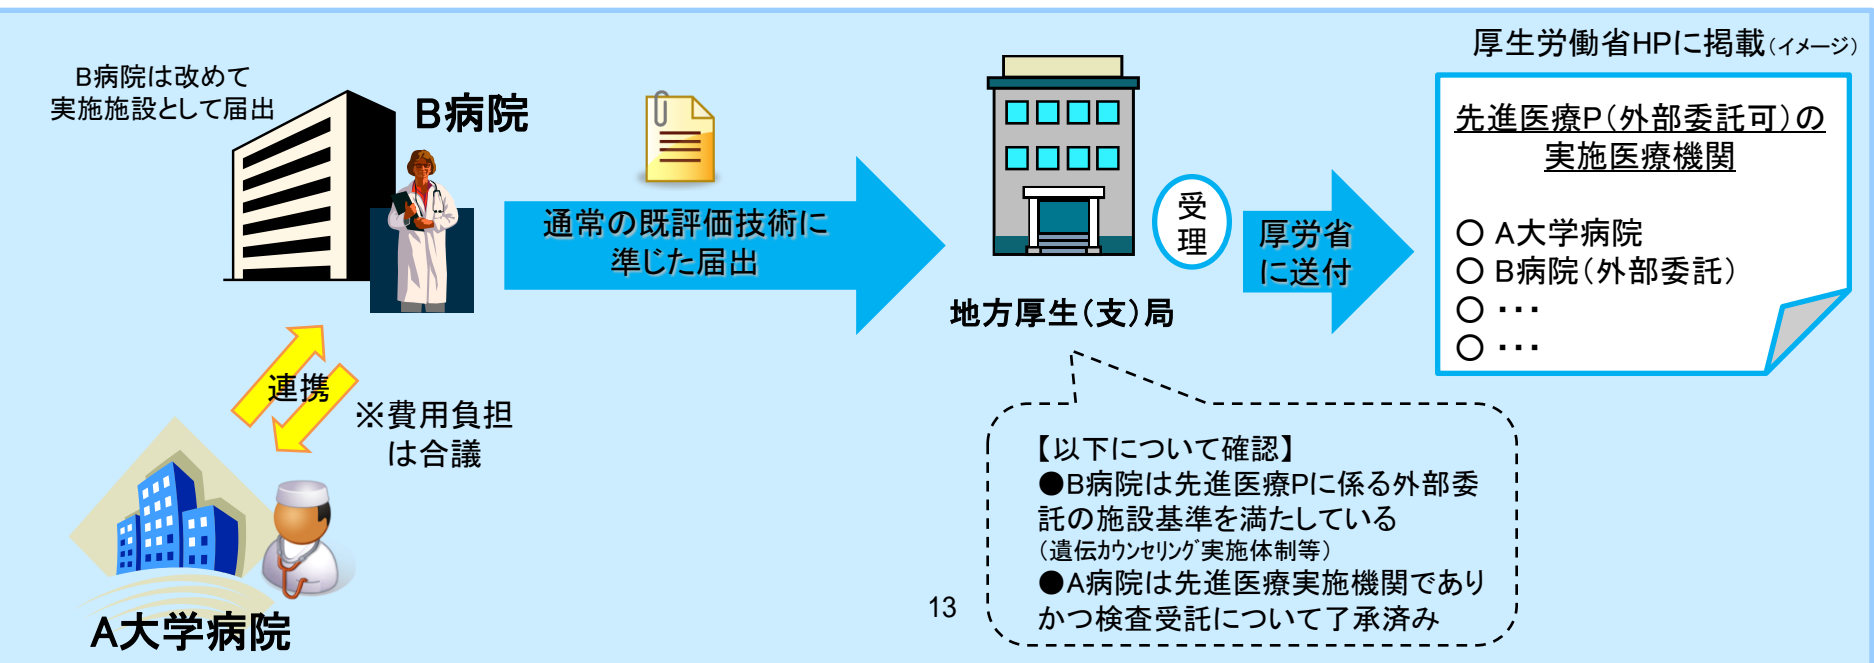 厚生労働省HPに掲載（イメージ）
B病院は改めて
実施施設として届出
B病院
通常の既評価技術に
準じた届出
地方厚生（支）局
受
理
厚労省
に送付
先進医療P（外部委託可）の
実施医療機関
○ A大学病院
○ B病院（外部委託）
○ ・・・
○ ・・・
連携
※費用負担
は合議
A大学病院
【以下について確認】
●B病院は先進医療Pに係る外部委
託の施設基準を満たしている
（遺伝ｶｳﾝｾﾘﾝｸﾞ実施体制等）
●A病院は先進医療実施機関であり
かつ検査受託について了承済み
13